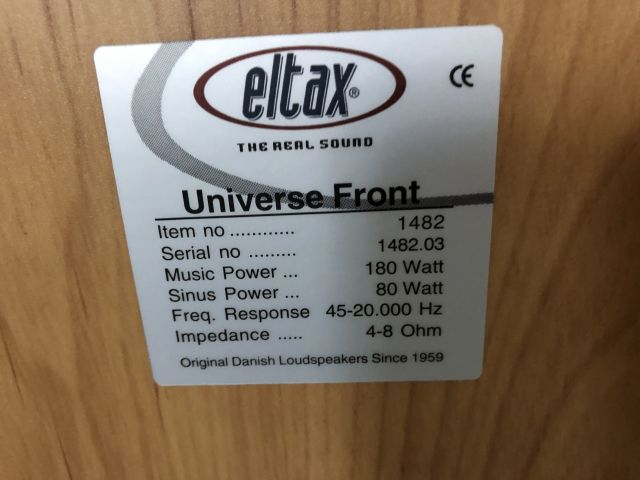 eltax®
CE
THE REAL SOUND
Universe Front
Item no ............ 1482
Serial no ......... 1482.03
Music Power ... 180 Watt
Sinus Power ... 80 Watt
Freq. Response 45-20.000 Hz
Impedance ..... 4-8 Ohm
Original Danish Loudspeakers Since 1959